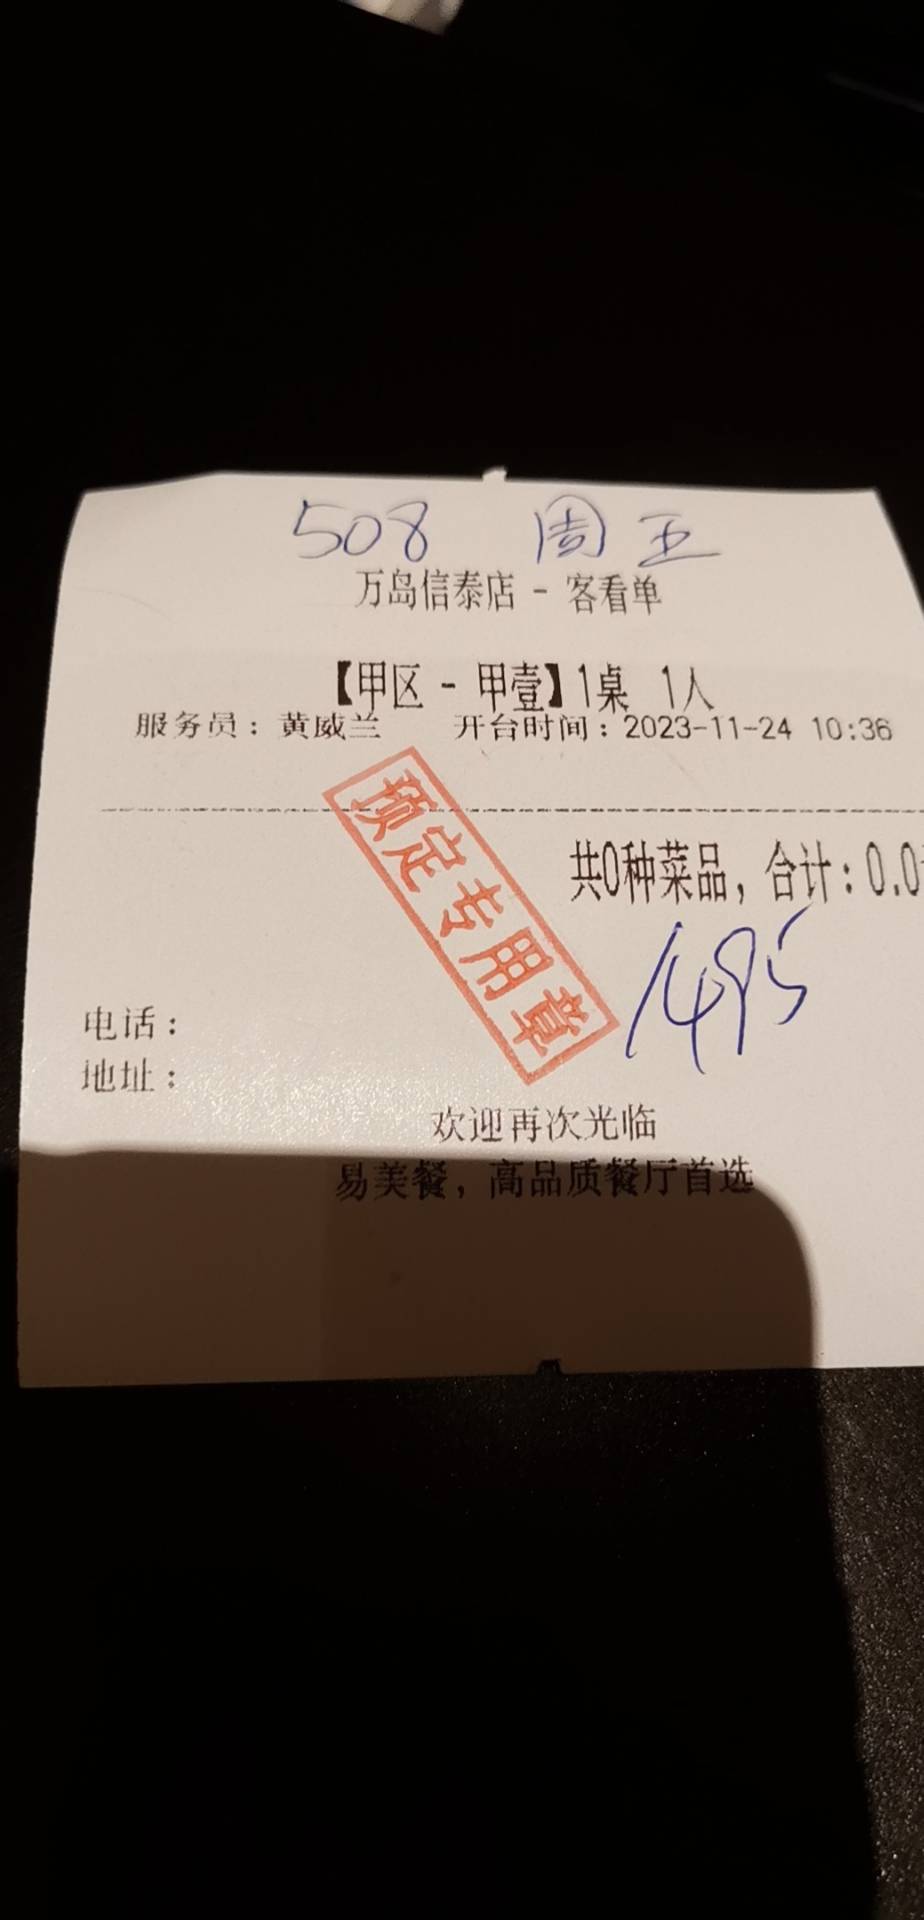 508 周五
万岛信泰店 - 客看单
【甲区 - 甲壹】1桌 1人
服务员：黄威兰 开台时间：2023-11-24 10:36
预定专用章
共0种菜品，合计：0.0
1495
电话：
地址：
欢迎再次光临
易美餐，高品质餐厅首选